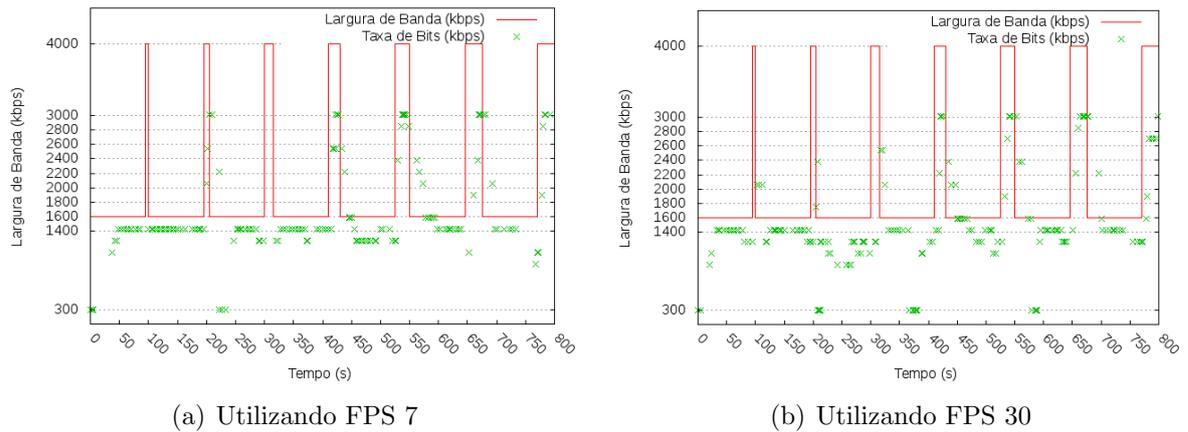 Largura de Banda (kbps)
Taxa de Bits (kbps)
4000
3000
2800
2600
2400
2200
2000
1800
1600
1400
300
Largura de Banda (kbps)
0 50 100 150 200 250 300 350 400 450 500 550 600 650 700 750 800
Tempo (s)
(a) Utilizando FPS 7
Largura de Banda (kbps)
Taxa de Bits (kbps)
4000
3000
2800
2600
2400
2200
2000
1800
1600
1400
300
Largura de Banda (kbps)
0 50 100 150 200 250 300 350 400 450 500 550 600 650 700 750 800
Tempo (s)
(b) Utilizando FPS 30